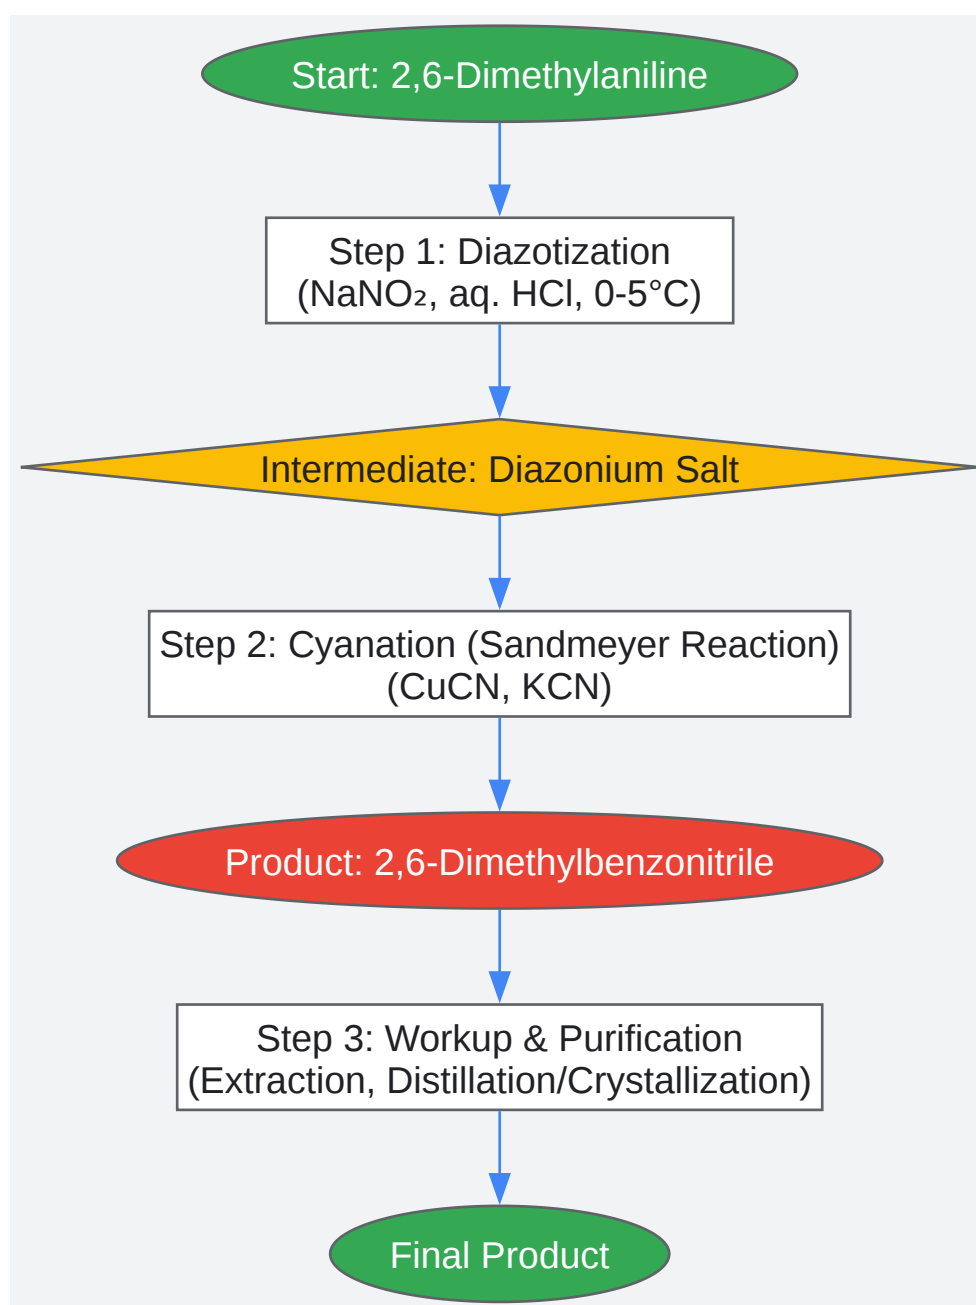 Start: 2,6-Dimethylaniline
Step 1: Diazotization
(NaNO₂, aq. HCl, 0-5°C)
Intermediate: Diazonium Salt
Step 2: Cyanation (Sandmeyer Reaction)
(CuCN, KCN)
Product: 2,6-Dimethylbenzonitrile
Step 3: Workup & Purification
(Extraction, Distillation/Crystallization)
Final Product